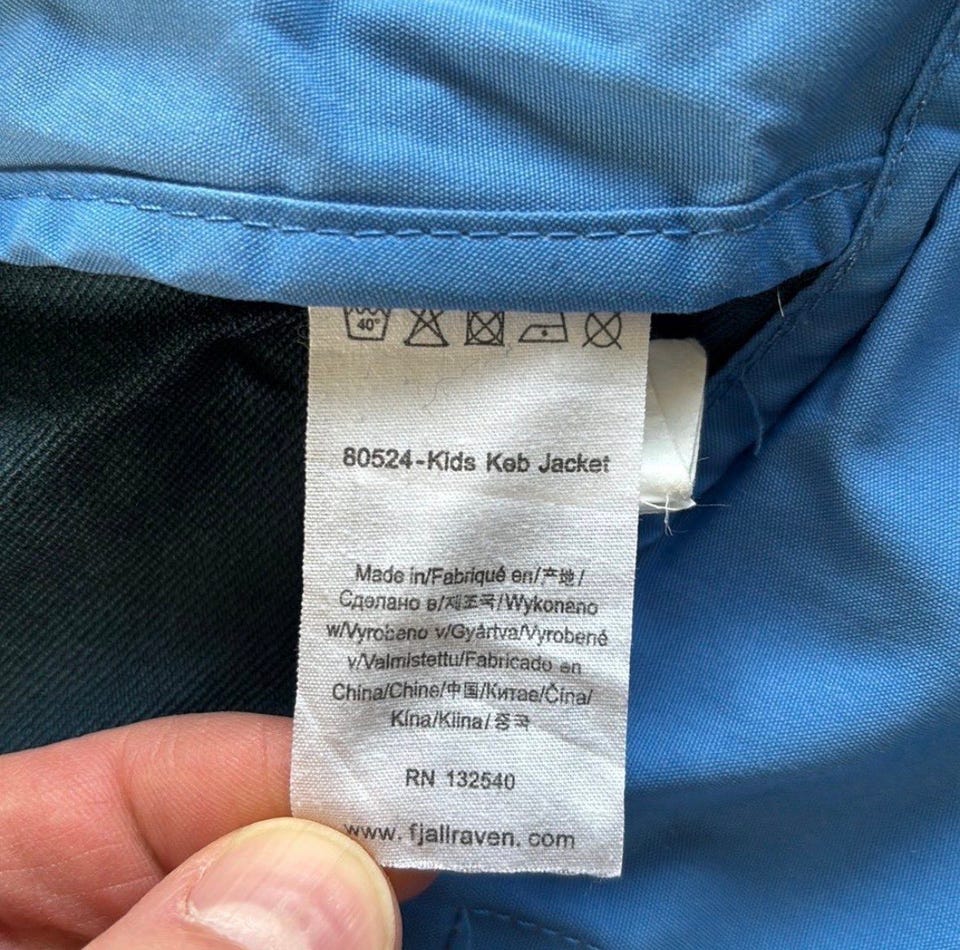 40°
80524-Kids Keb Jacket
Made in/Fabriqué en/产地/
Сделано в/제조국/Wykonano
w/Vyrobeno v/Gyártva/Vyrobené
v/Valmistettu/Fabricado en
China/Chine/中国/Китае/Čína/
Kína/Kiina/중국
RN 132540
www.fjallraven.com